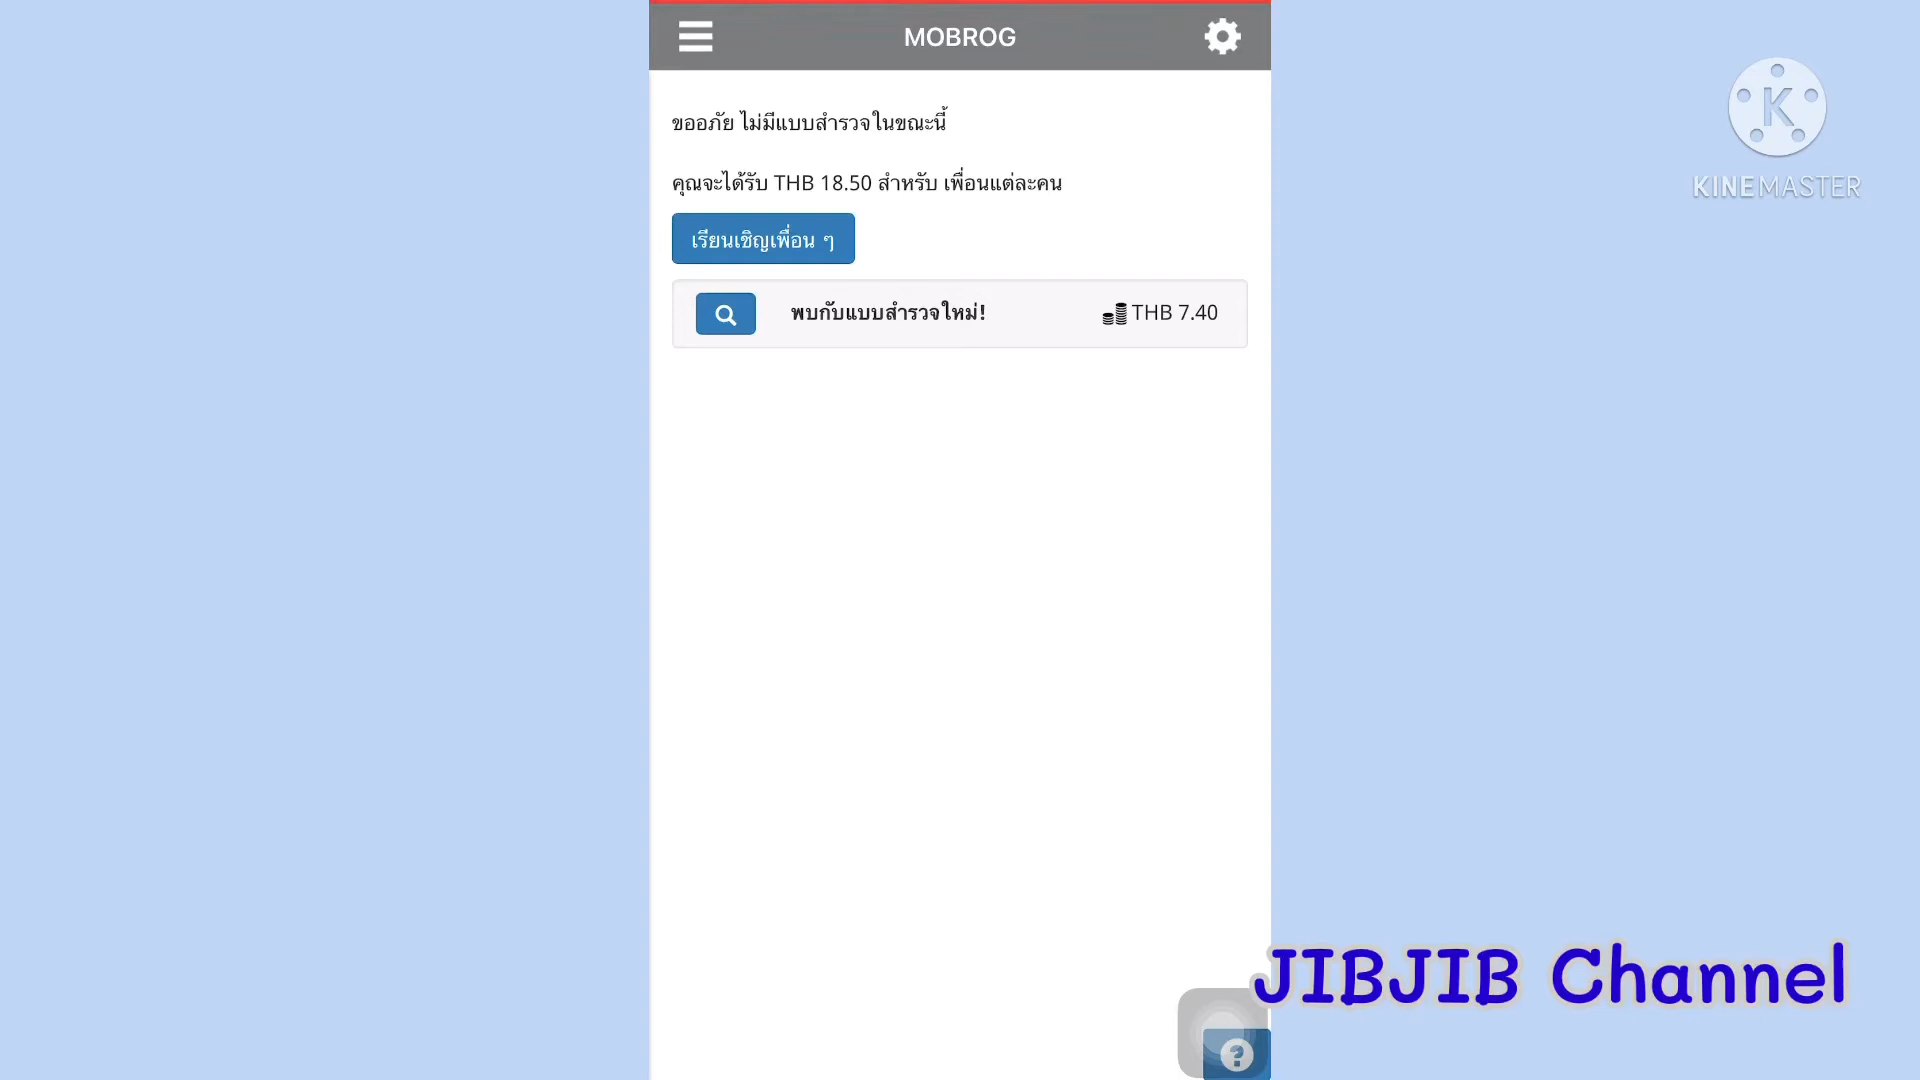 MOBROG
ขออภัย ไม่มีแบบสำรวจในขณะนี้
คุณจะได้รับ THB 18.50 สำหรับ เพื่อนแต่ละคน
เรียนเชิญเพื่อน ๆ
พบกับแบบสำรวจใหม่! THB 7.40
K
KINEMASTER
JIBJIB Channel
?